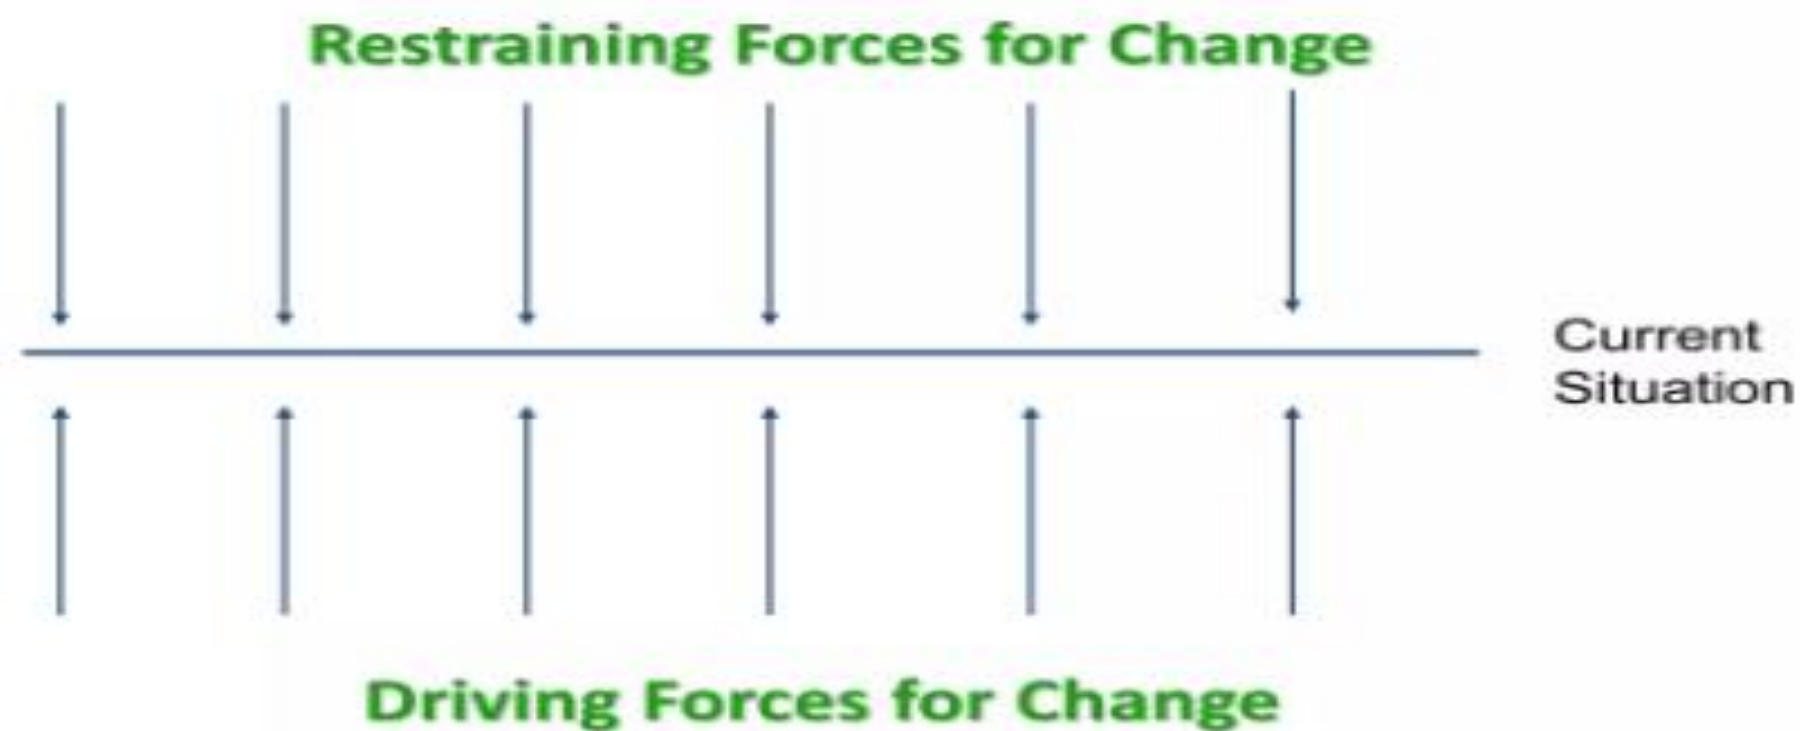 Restraining Forces for Change
Current
Situation
Driving Forces for Change